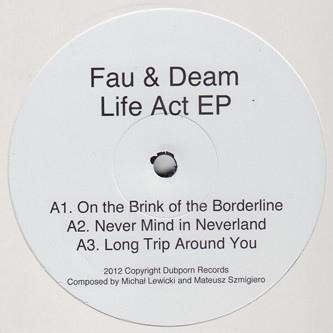 Fau & Deam
Life Act EP
A1. On the Brink of the Borderline
A2. Never Mind in Neverland
A3. Long Trip Around You
2012 Copyright Dubporn Records
Composed by Michał Lewicki and Mateusz Szmigiero